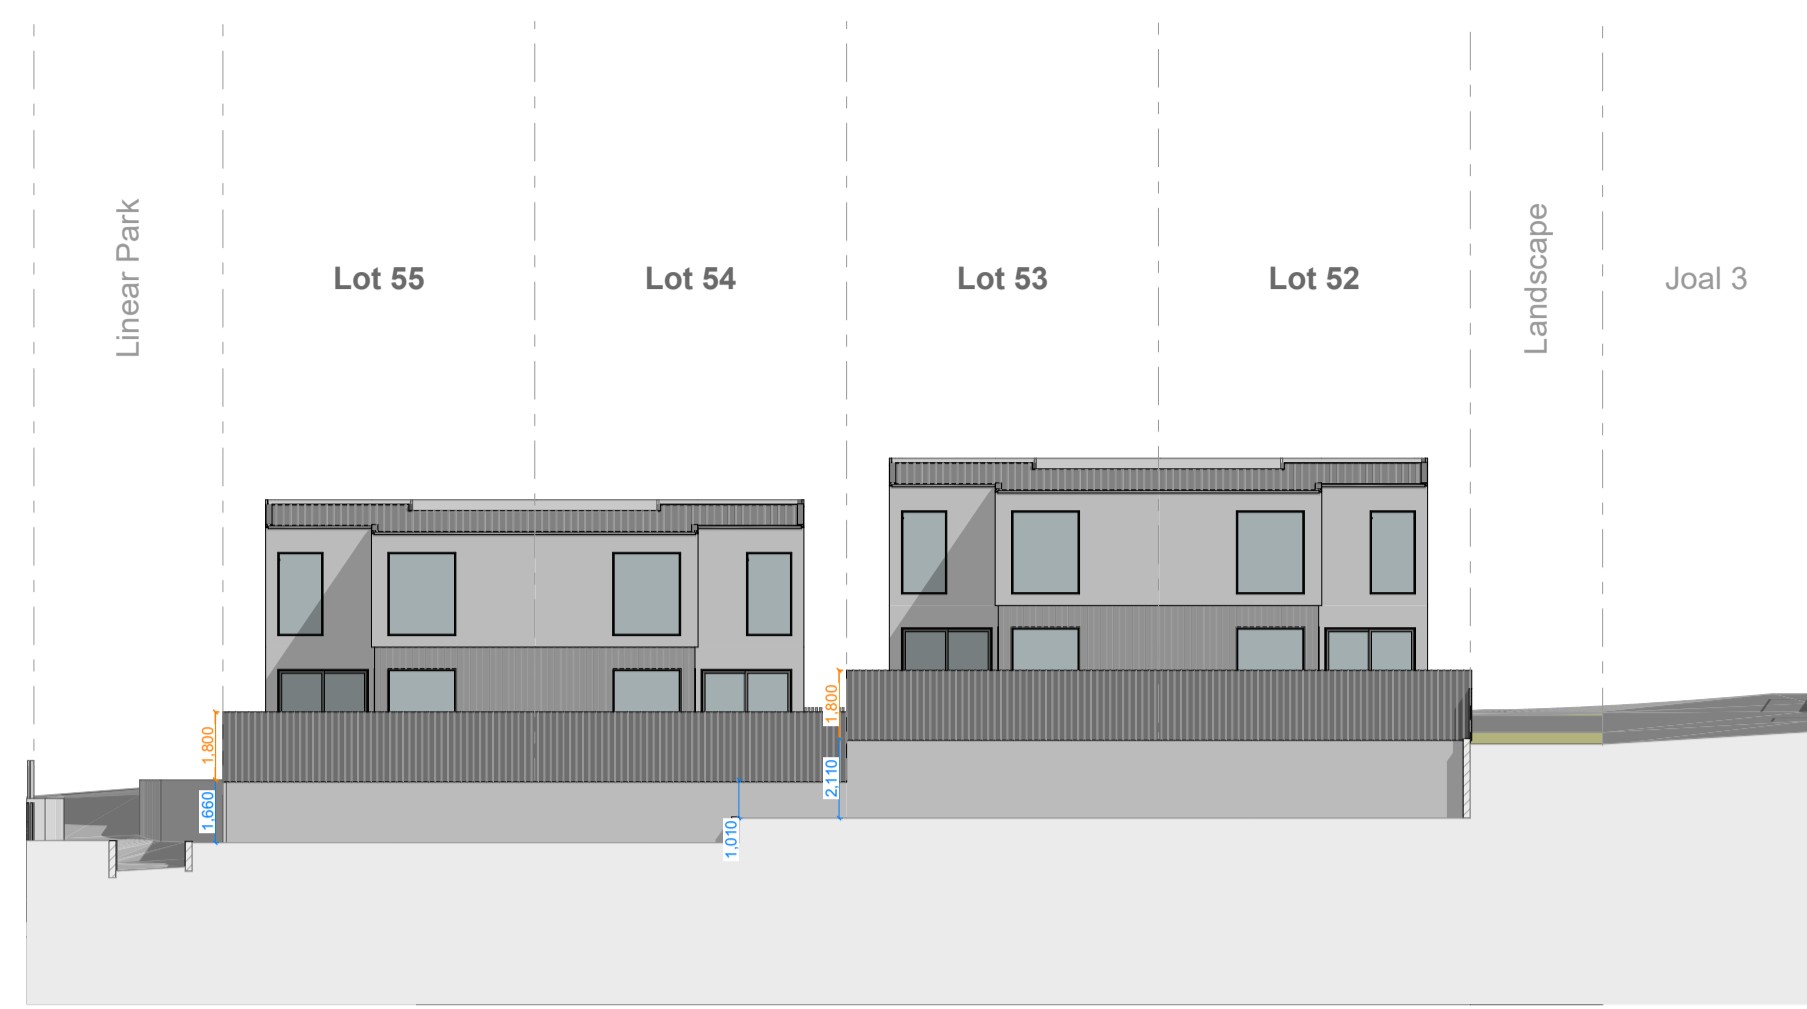 Linear Park
Lot 55
Lot 54
Lot 53
Lot 52
Landscape
Joal 3
1,800
1,660
1,010
1,800
2,110